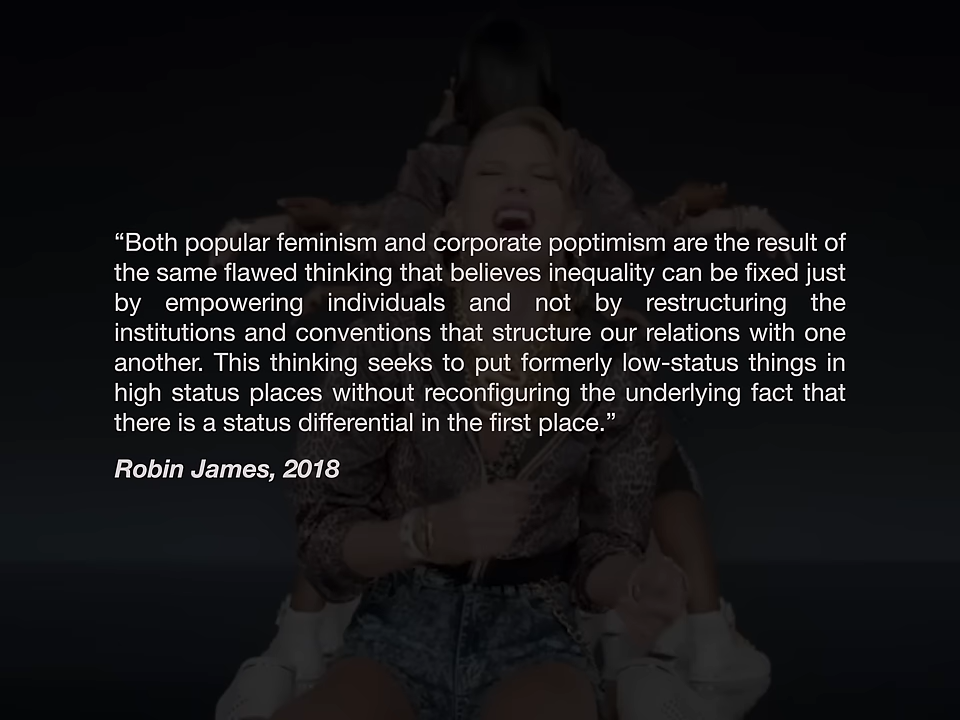 “Both popular feminism and corporate poptimism are the result of
the same flawed thinking that believes inequality can be fixed just
by empowering individuals and not by restructuring the
institutions and conventions that structure our relations with one
another. This thinking seeks to put formerly low-status things in
high status places without reconfiguring the underlying fact that
there is a status differential in the first place.”
Robin James, 2018